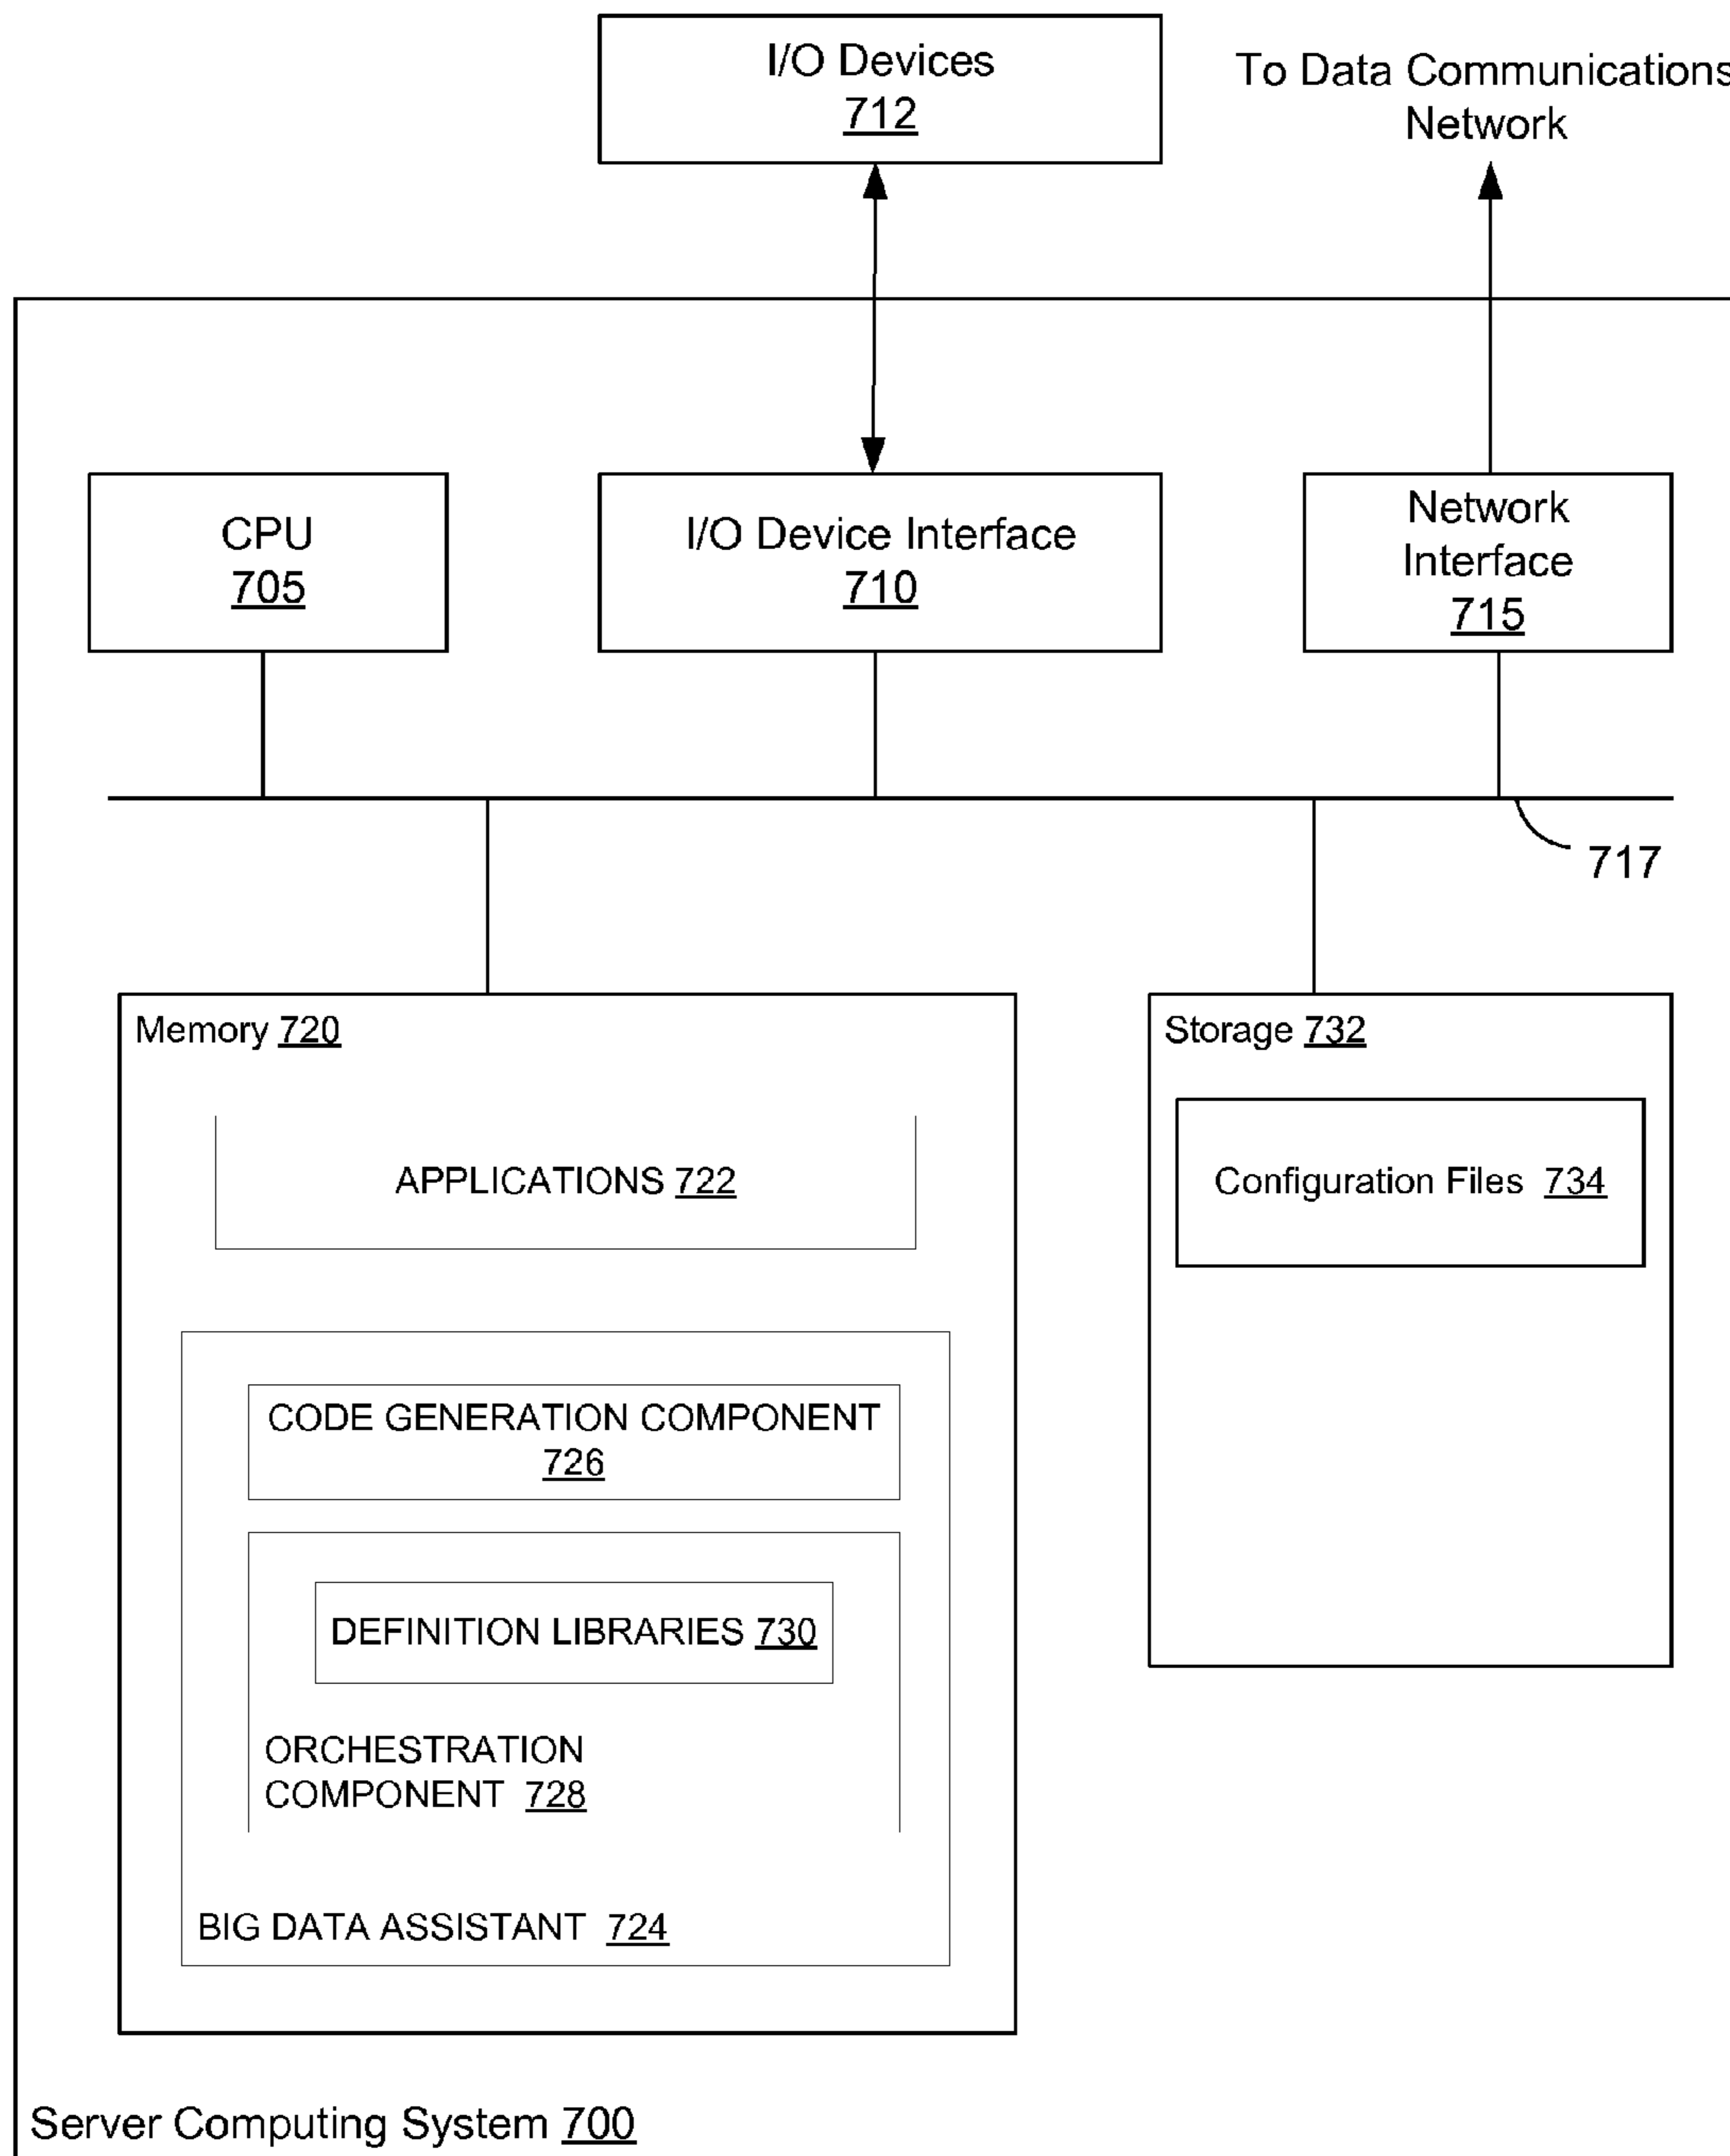 I/O Devices
712
To Data Communications
Network
CPU
705
I/O Device Interface
710
Network
Interface
715
717
Memory 720
APPLICATIONS 722
CODE GENERATION COMPONENT
726
DEFINITION LIBRARIES 730
ORCHESTRATION
COMPONENT 728
BIG DATA ASSISTANT 724
Storage 732
Configuration Files 734
Server Computing System 700